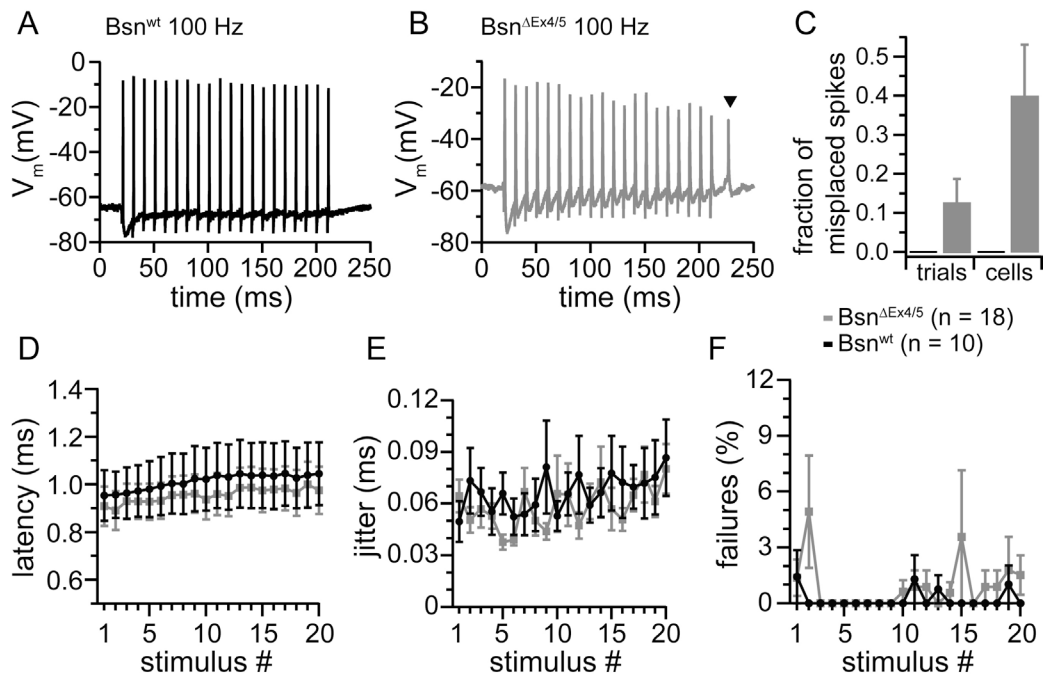 A
Bsn^wt 100 Hz
0
-20
-40
-60
-80
V_m(mV)
0 50 100 150 200 250
time (ms)
B
Bsn^ΔEx4/5 100 Hz
-20
-40
-60
-80
V_m(mV)
0 50 100 150 200 250
time (ms)
C
0.5
0.4
0.3
0.2
0.1
0.0
fraction of
misplaced spikes
trials cells
Bsn^ΔEx4/5 (n = 18)
Bsn^wt (n = 10)
D
1.4
1.2
1.0
0.8
0.6
latency (ms)
1 5 10 15 20
stimulus #
E
0.12
0.09
0.06
0.03
0
jitter (ms)
1 5 10 15 20
stimulus #
F
12
9
6
3
0
failures (%)
1 5 10 15 20
stimulus #